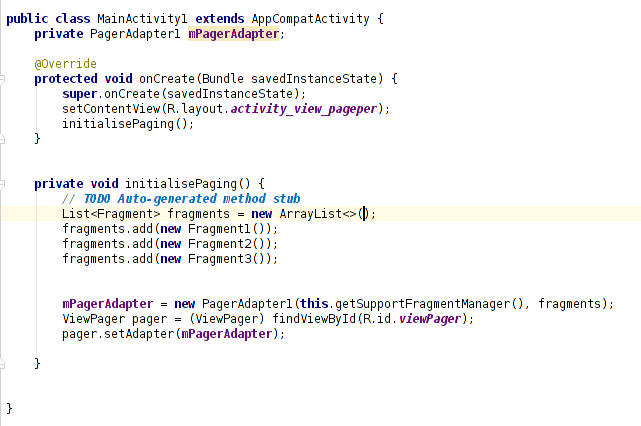 public class MainActivity1 extends AppCompatActivity {
private PagerAdapter1 mPagerAdapter;
@Override
protected void onCreate(Bundle savedInstanceState) {
super.onCreate(savedInstanceState);
setContentView(R.layout.activity_view_pageper);
initialisePaging();
}
private void initialisePaging() {
// TODO Auto-generated method stub
List<Fragment> fragments = new ArrayList<>();
fragments.add(new Fragment1());
fragments.add(new Fragment2());
fragments.add(new Fragment3());
mPagerAdapter = new PagerAdapter1(this.getSupportFragmentManager(), fragments);
ViewPager pager = (ViewPager) findViewById(R.id.viewPager);
pager.setAdapter(mPagerAdapter);
}
}